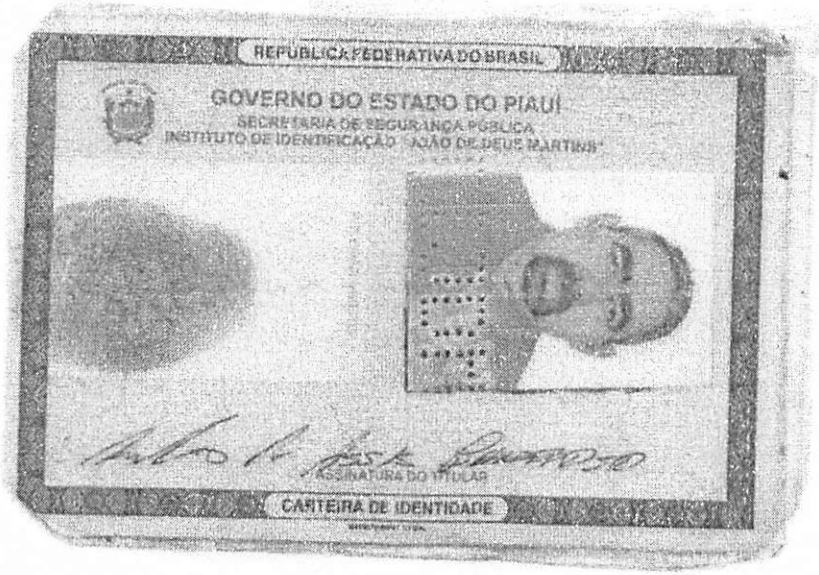 REPÚBLICA FEDERATIVA DO BRASIL
GOVERNO DO ESTADO DO PIAUÍ
SECRETARIA DE SEGURANÇA PÚBLICA
INSTITUTO DE IDENTIFICAÇÃO "JOÃO DE DEUS MARTINS"
ASSINATURA DO TITULAR
CARTEIRA DE IDENTIDADE